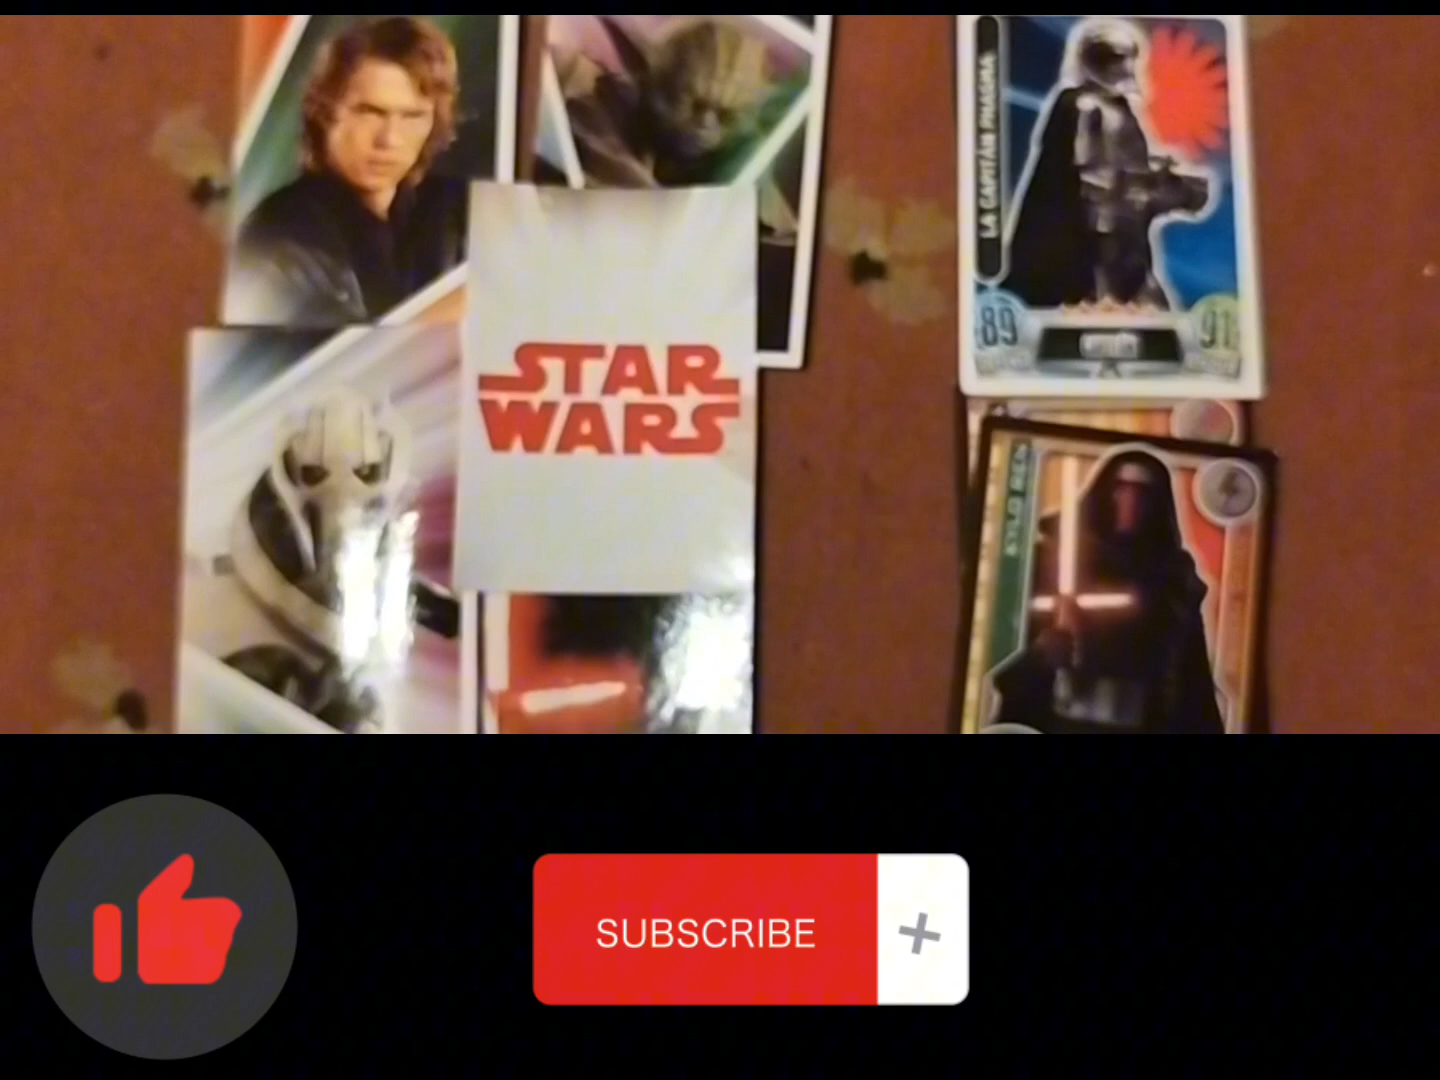 LA CAPITÁN PHASMA
STAR
WARS
89
91
KYLO REN
SUBSCRIBE
+